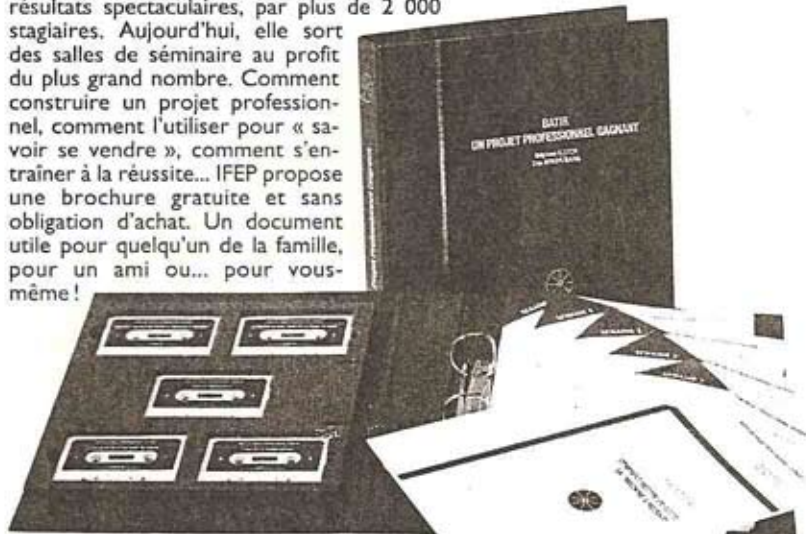 résultats spectaculaires, par plus de 2 000
stagiaires. Aujourd'hui, elle sort
des salles de séminaire au profit
du plus grand nombre. Comment
construire un projet profession-
nel, comment l'utiliser pour « sa-
voir se vendre », comment s'en-
traîner à la réussite... IFEP propose
une brochure gratuite et sans
obligation d'achat. Un document
utile pour quelqu'un de la famille,
pour un ami ou... pour vous-
même !
BATIR
UN PROJET PROFESSIONNEL GAGNANT